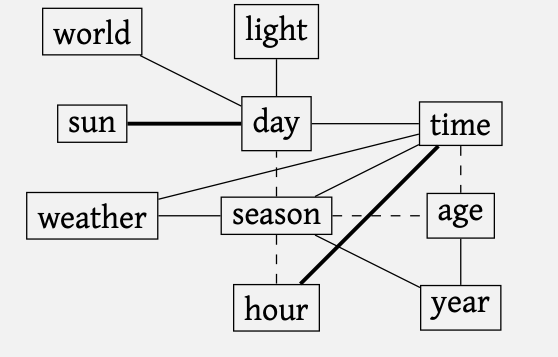 world
light
sun
day
time
weather
season
age
hour
year